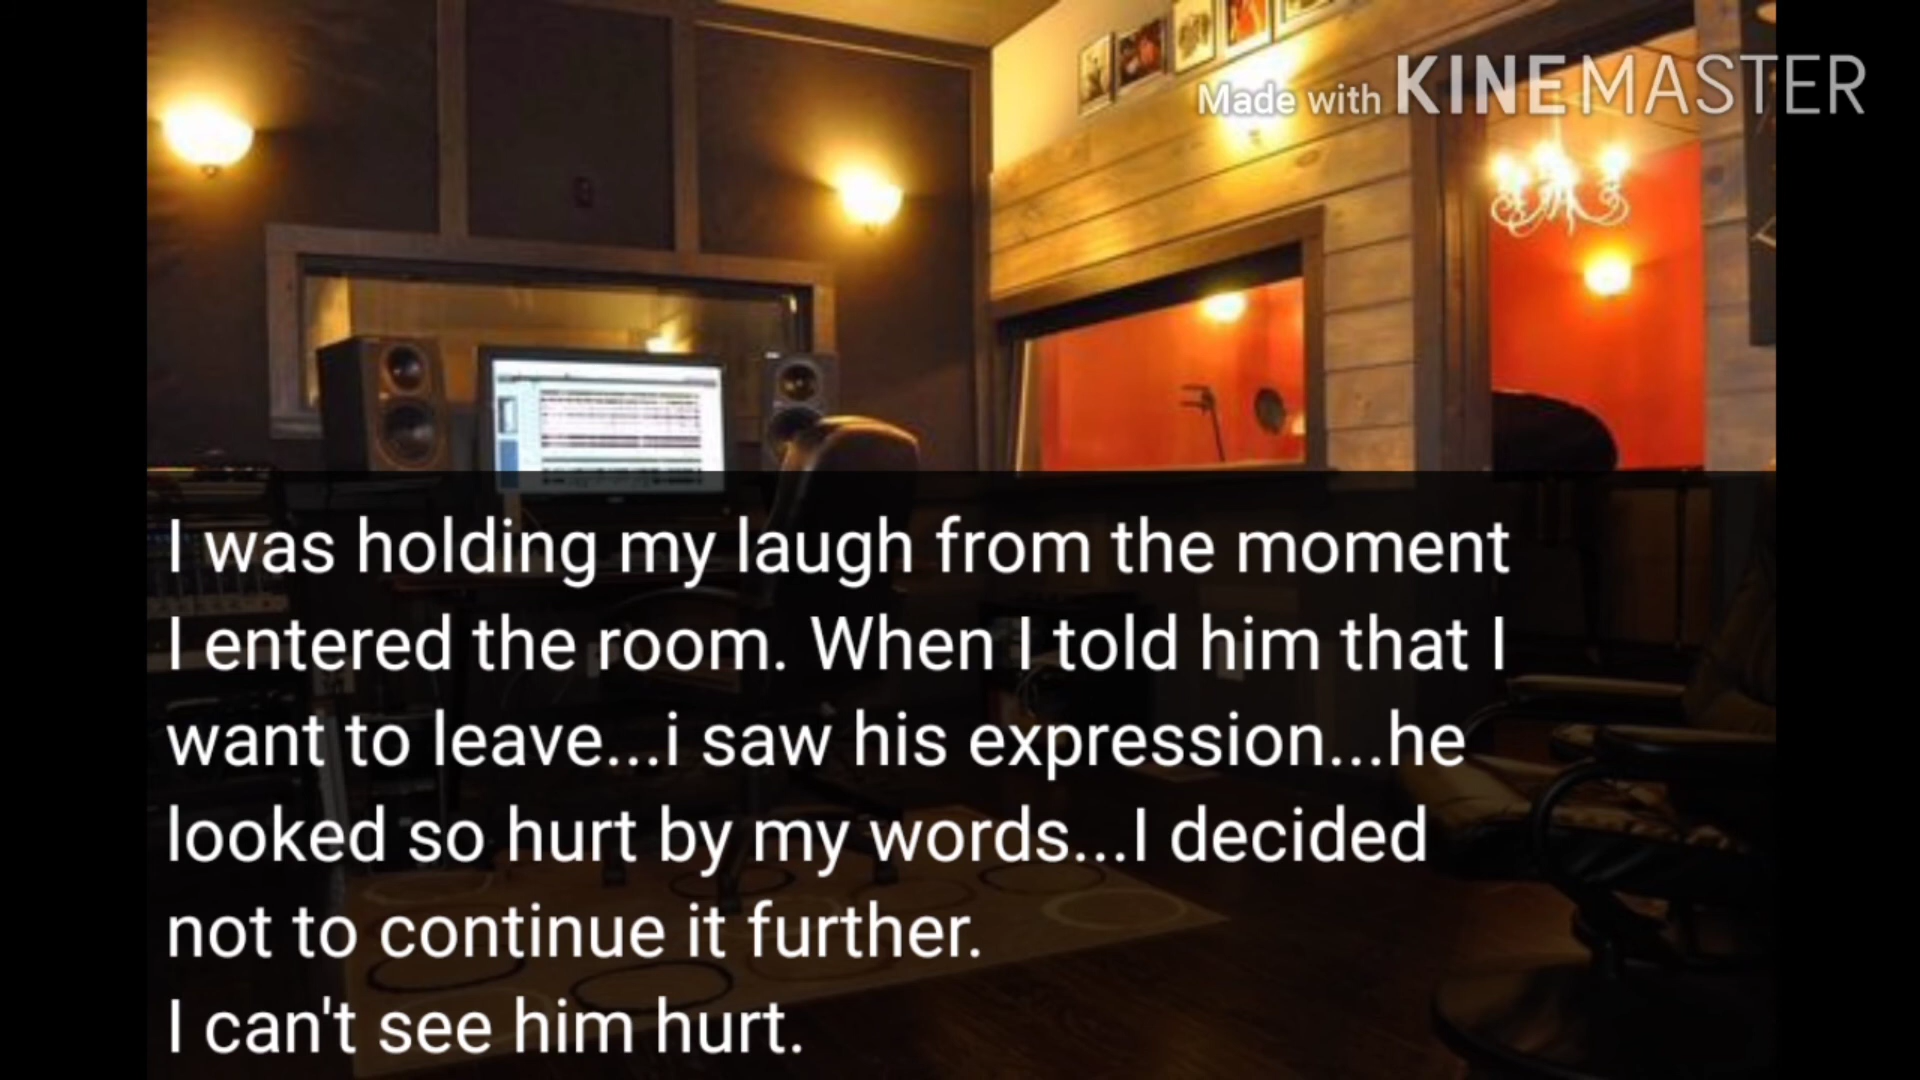 Made with KINEMASTER
I was holding my laugh from the moment
I entered the room. When I told him that I
want to leave...i saw his expression...he
looked so hurt by my words...I decided
not to continue it further.
I can't see him hurt.